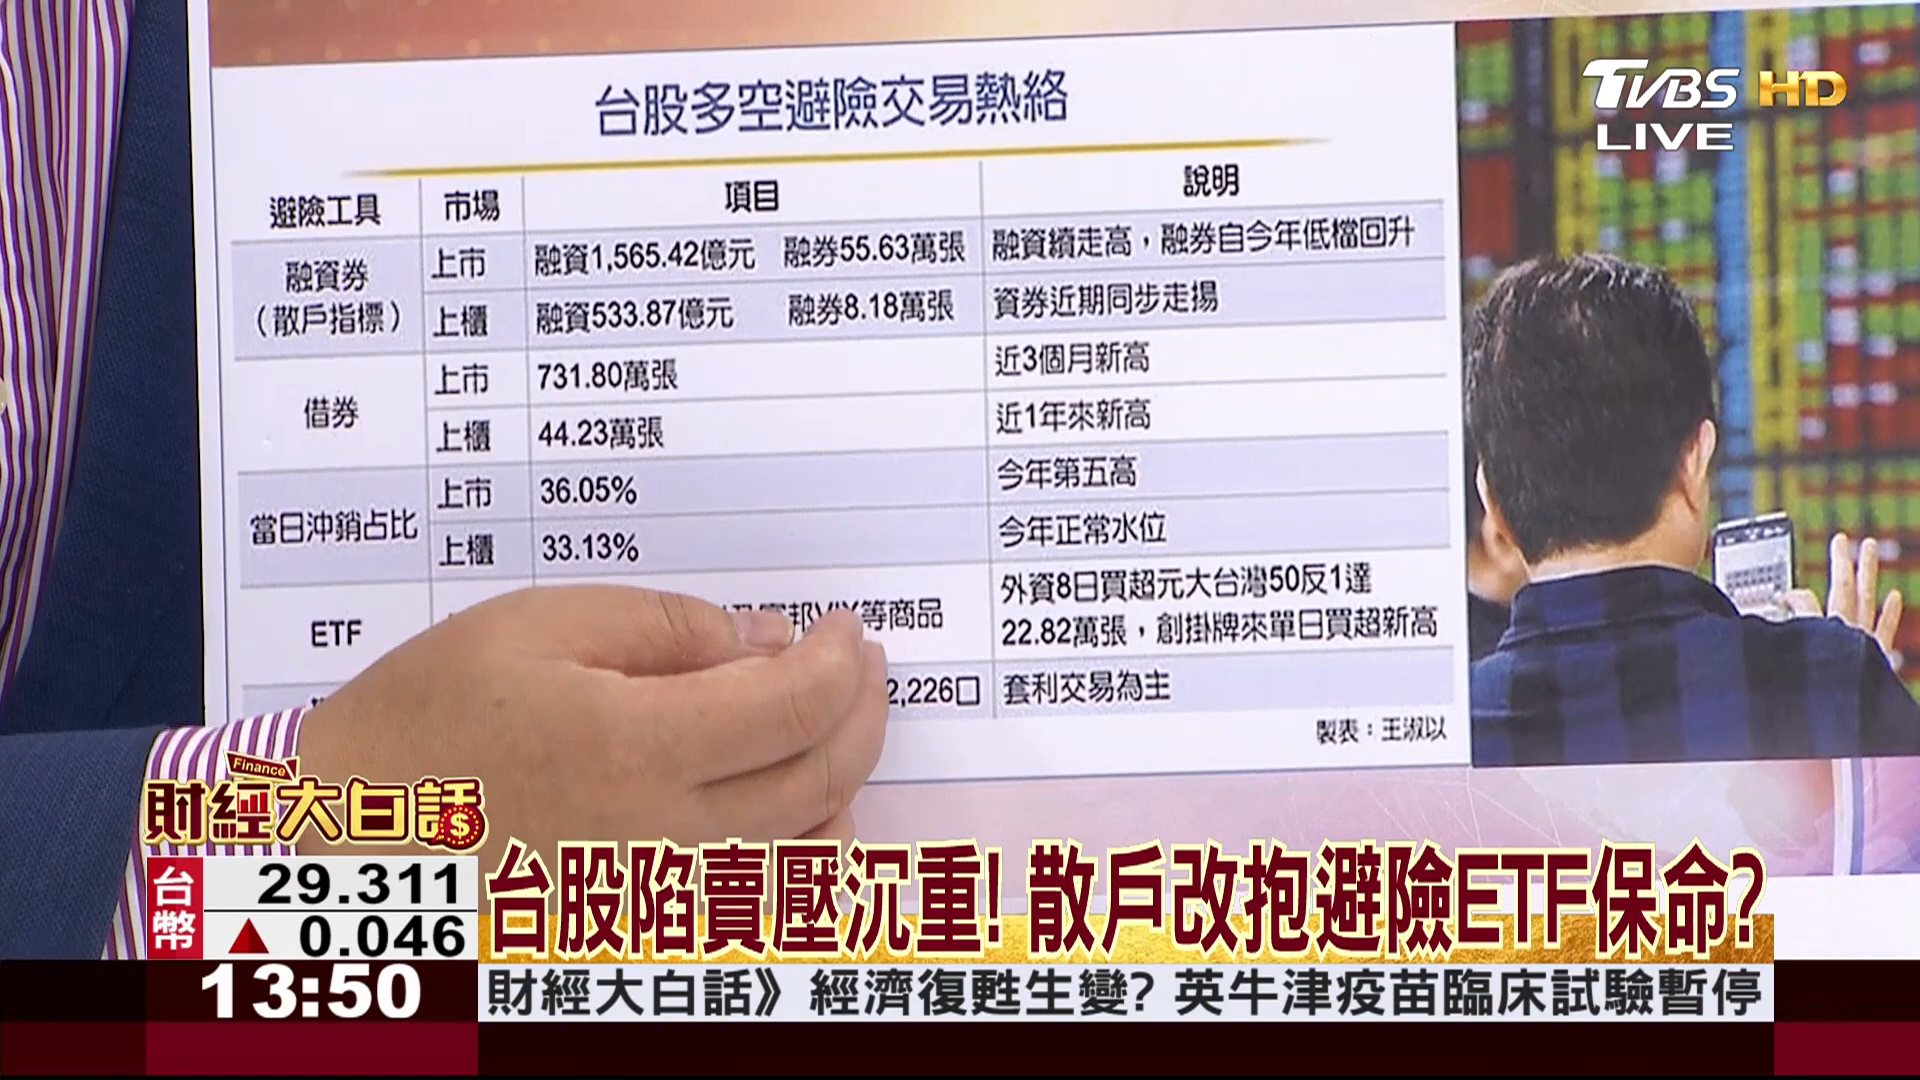 台股多空避險交易熱絡
TVBS HD
LIVE
避險工具 市場 項目 說明
融資券
(散戶指標)
上市 融資1,565.42億元 融券55.63萬張 融資續走高，融券自今年低檔回升
上櫃 融資533.87億元 融券8.18萬張 資券近期同步走揚
借券
上市 731.80萬張 近3個月新高
上櫃 44.23萬張 近1年來新高
當日沖銷占比
上市 36.05% 今年第五高
上櫃 33.13% 今年正常水位
ETF
邦VIX等商品
外資8日買超元大台灣50反1達
22.82萬張，創掛牌來單日買超新高
2,226口 套利交易為主
製表：王淑以
Finance
財經大白話
台幣 29.311
▲ 0.046
13:50
台股陷賣壓沉重! 散戶改抱避險ETF保命?
財經大白話》經濟復甦生變? 英牛津疫苗臨床試驗暫停